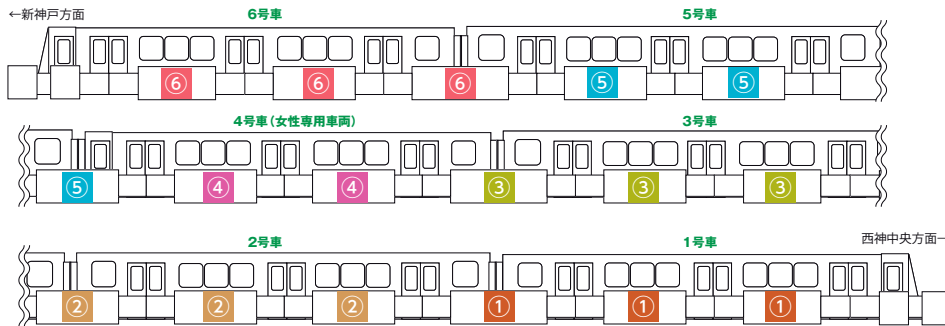 ←新神戸方面
6号車
5号車
⑥ ⑥ ⑥ ⑤ ⑤
4号車(女性専用車両)
3号車
⑤ ④ ④ ③ ③ ③
西神中央方面→
2号車
1号車
② ② ② ① ① ①